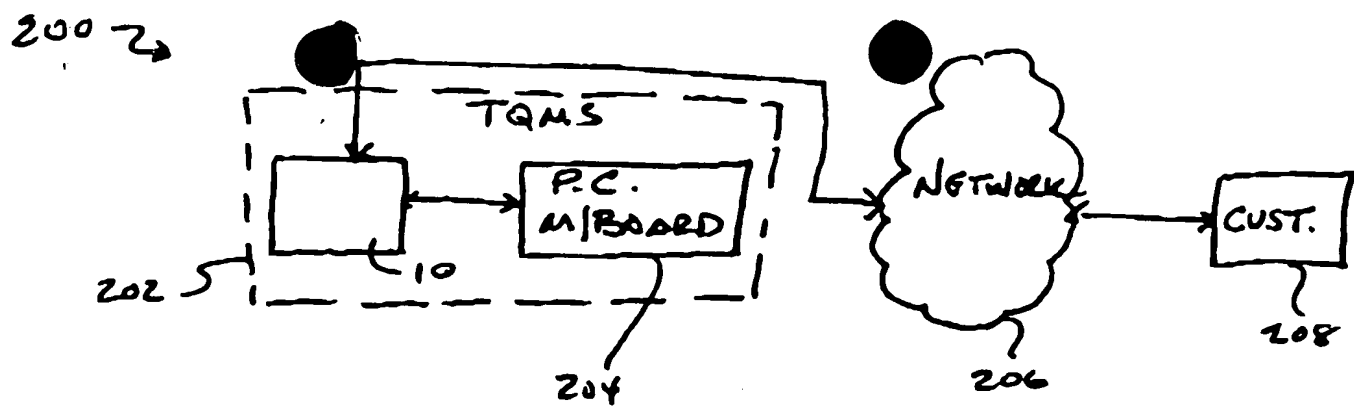 200
TQMS
P.C.
M/BOARD
NETWORK
CUST.
10
202
204
206
208